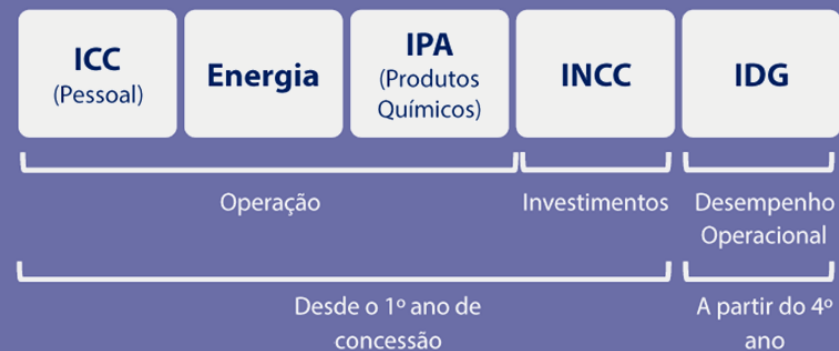 ICC
(Pessoal)
Energia
IPA
(Produtos
Químicos)
INCC
IDG
Operação
Investimentos
Desempenho
Operacional
Desde o 1º ano de
concessão
A partir do 4º
ano